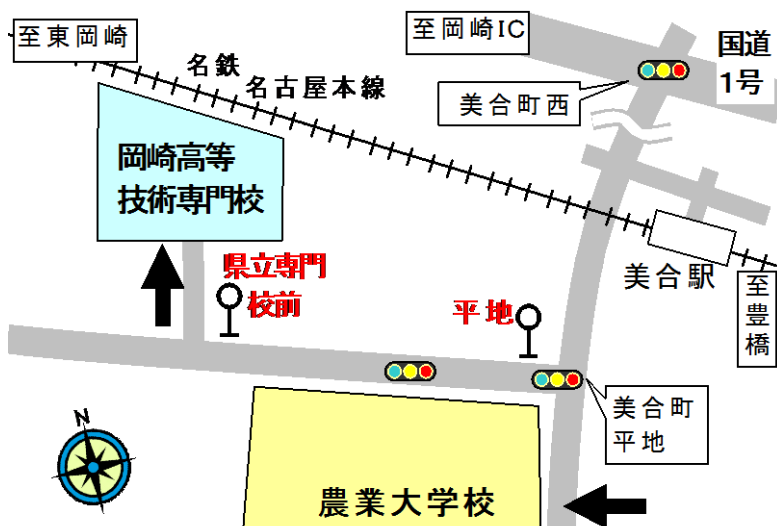 至東岡崎
至岡崎IC
国道
1号
名鉄
名古屋本線
美合町西
岡崎高等
技術専門校
県立専門
校前
平地
美合駅
至豊橋
美合町
平地
N
農業大学校